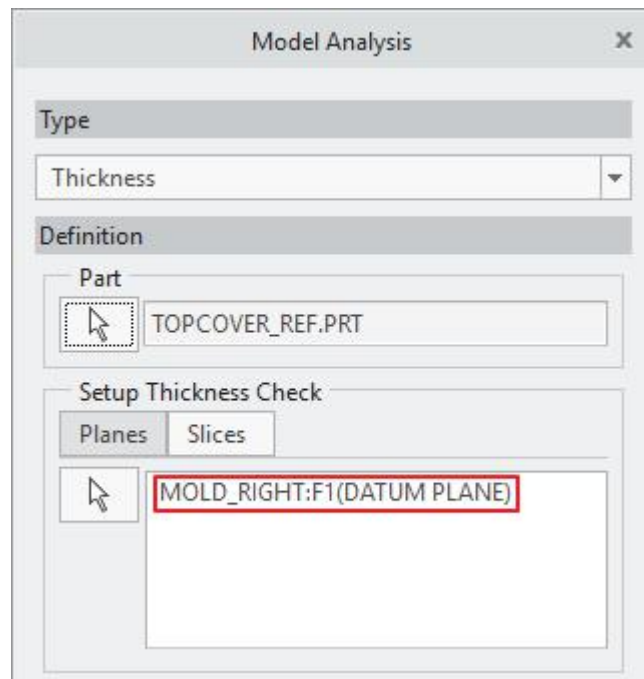 Model Analysis
Type
Thickness
Definition
Part
TOPCOVER_REF.PRT
Setup Thickness Check
Planes Slices
MOLD_RIGHT:F1(DATUM PLANE)